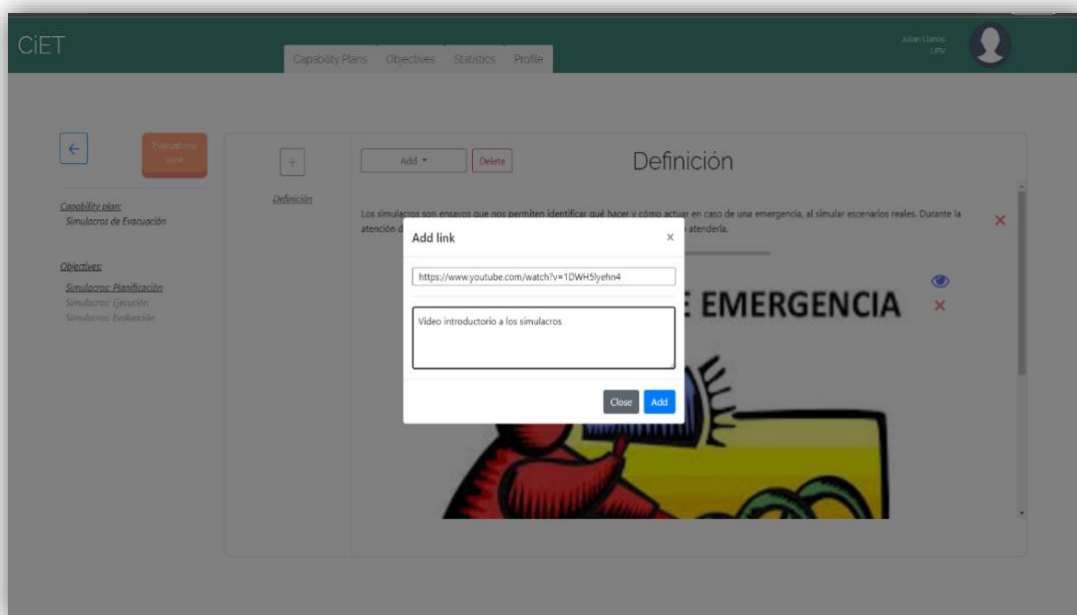 CiET
Capability Plans Objectives Statistics Profile
Julian Llanos
UPV
Evaluations
view
Capability plan:
Simulacros de Evacuación
Objectives:
Simulacros: Planificación
Simulacros: Ejecución
Simulacros: Evaluación
+
Definición
Add
Delete
Definición
Los simulacros son ensayos que nos permiten identificar qué hacer y cómo actuar en caso de una emergencia, al simular escenarios reales. Durante la
atención d
atenderla.
E EMERGENCIA
Add link
×
https://www.youtube.com/watch?v=1DWH5lyehn4
Video introductorio a los simulacros
Close
Add